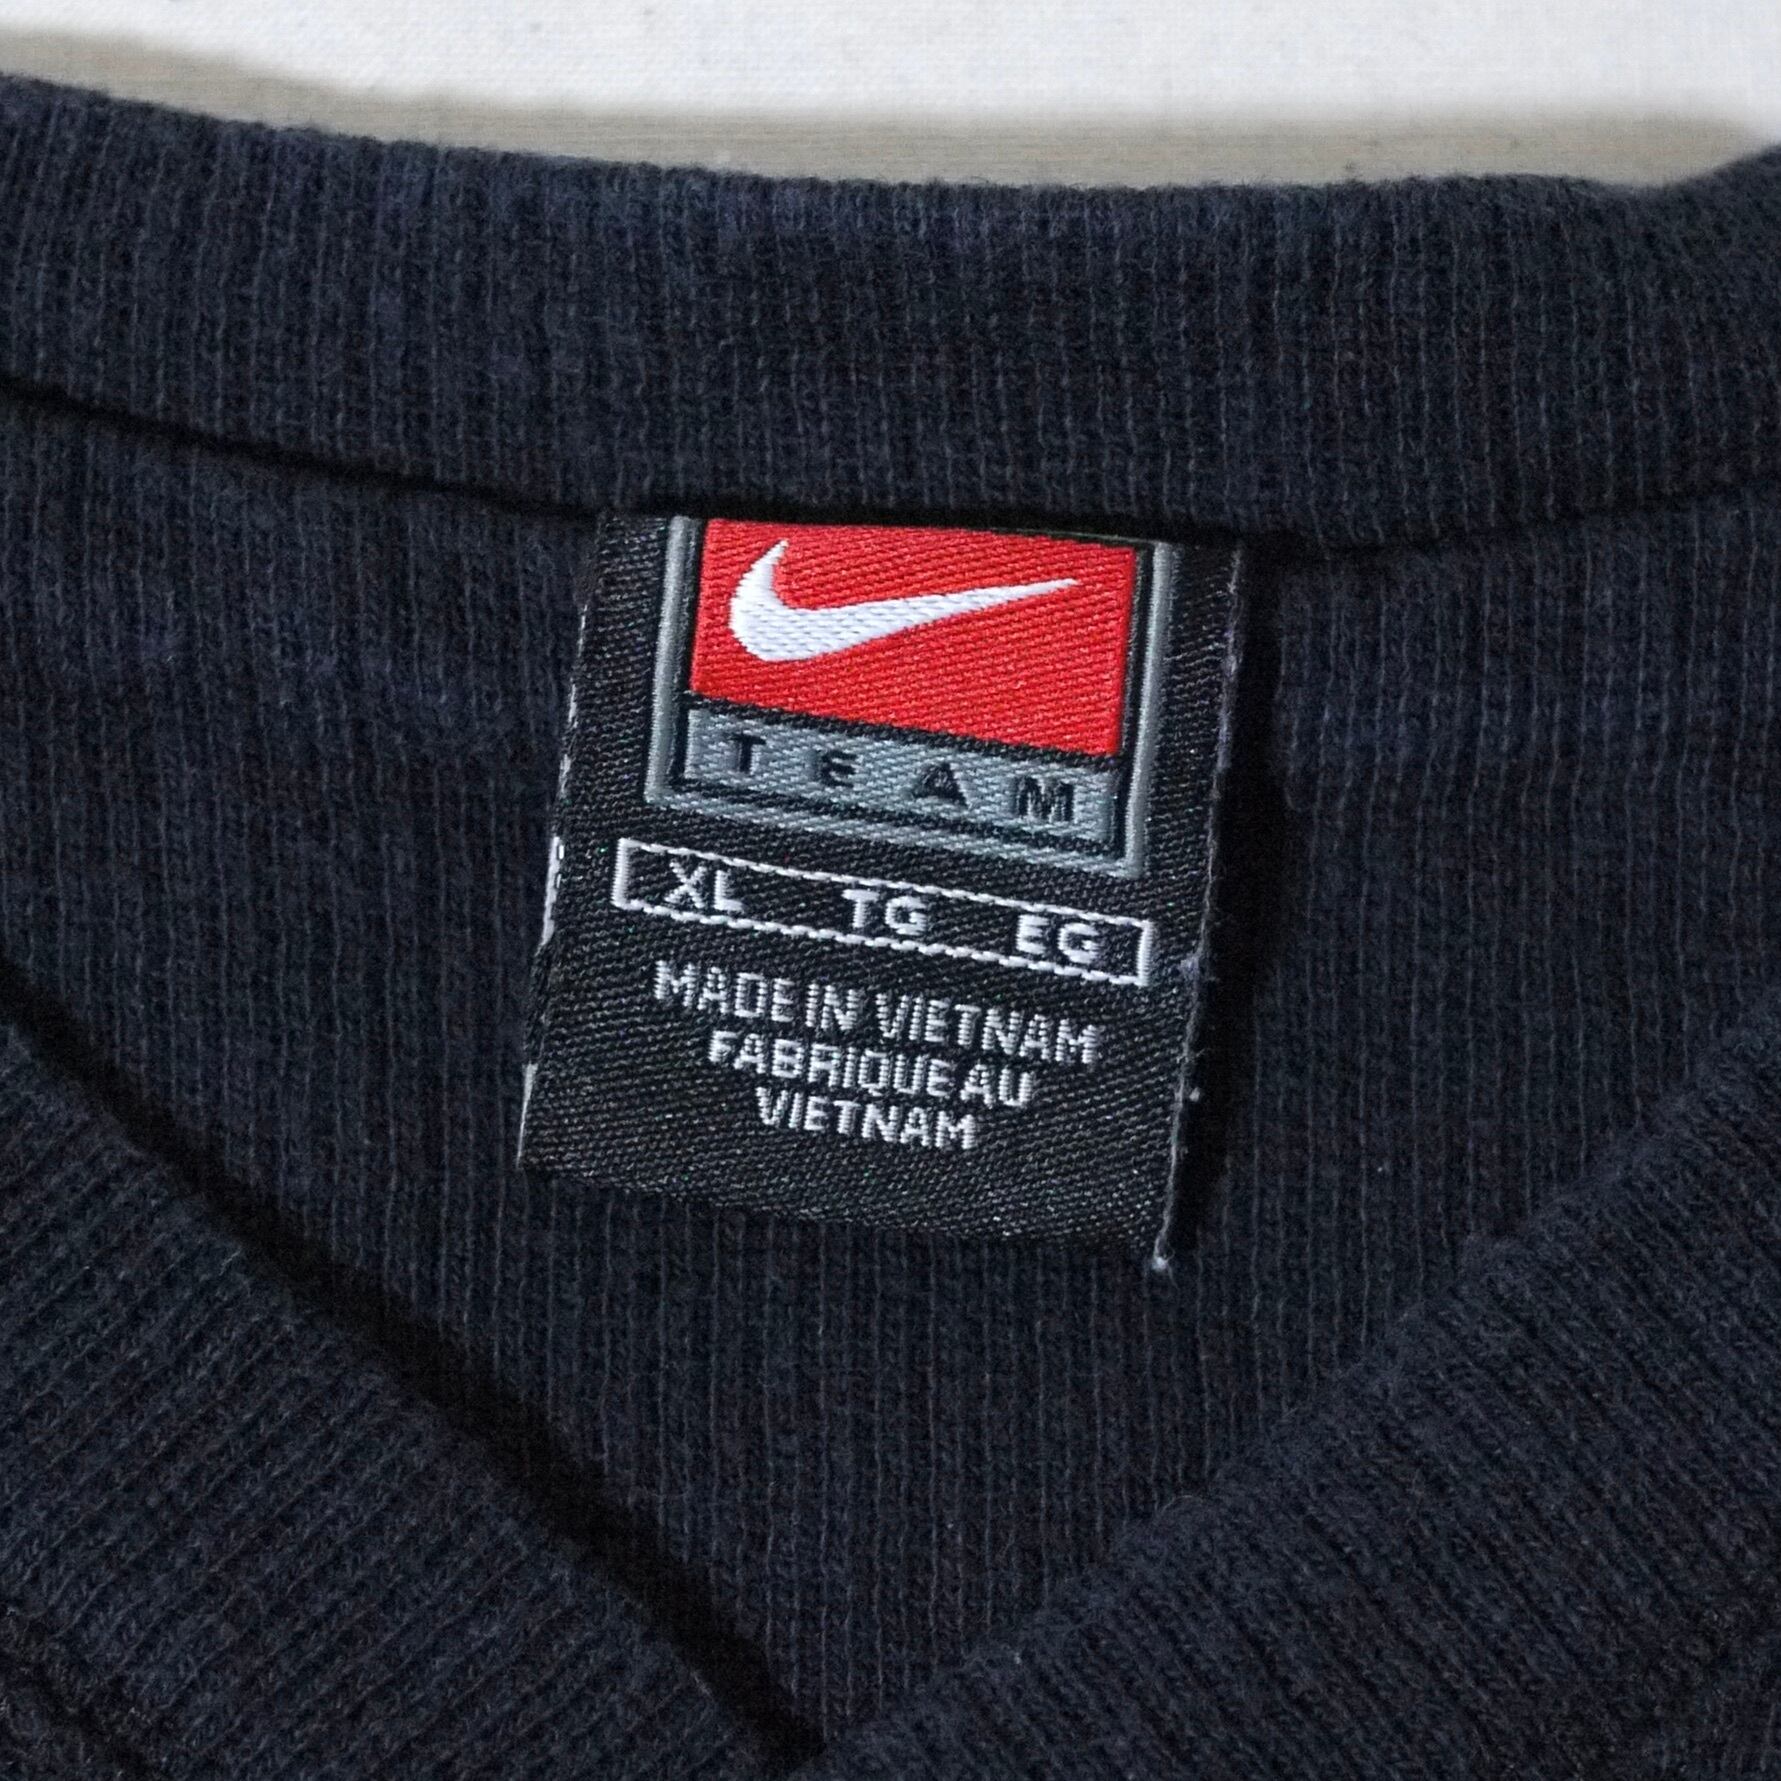 TEAM
XL TG EG
MADE IN VIETNAM
FABRIQUE AU
VIETNAM